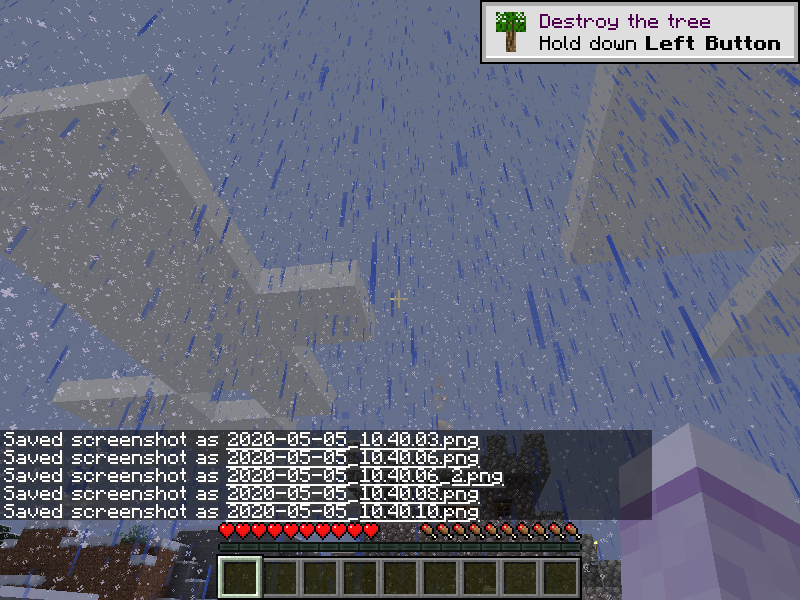 Destroy the tree
Hold down Left Button
Saved screenshot as 2020-05-05_10.40.03.png
Saved screenshot as 2020-05-05_10.40.06.png
Saved screenshot as 2020-05-05_10.40.06_2.png
Saved screenshot as 2020-05-05_10.40.08.png
Saved screenshot as 2020-05-05_10.40.10.png